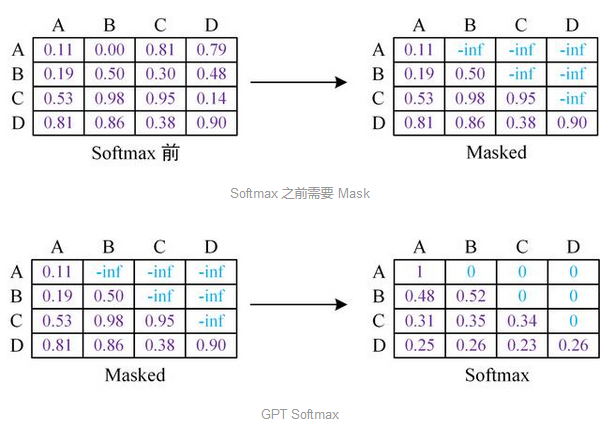 A B C D A B C D
A 0.11 0.00 0.81 0.79 A 0.11 -inf -inf -inf
B 0.19 0.50 0.30 0.48 B 0.19 0.50 -inf -inf
C 0.53 0.98 0.95 0.14 C 0.53 0.98 0.95 -inf
D 0.81 0.86 0.38 0.90 D 0.81 0.86 0.38 0.90
Softmax 前 Masked
Softmax 之前需要 Mask
A B C D A B C D
A 0.11 -inf -inf -inf A 1 0 0 0
B 0.19 0.50 -inf -inf B 0.48 0.52 0 0
C 0.53 0.98 0.95 -inf C 0.31 0.35 0.34 0
D 0.81 0.86 0.38 0.90 D 0.25 0.26 0.23 0.26
Masked Softmax
GPT Softmax